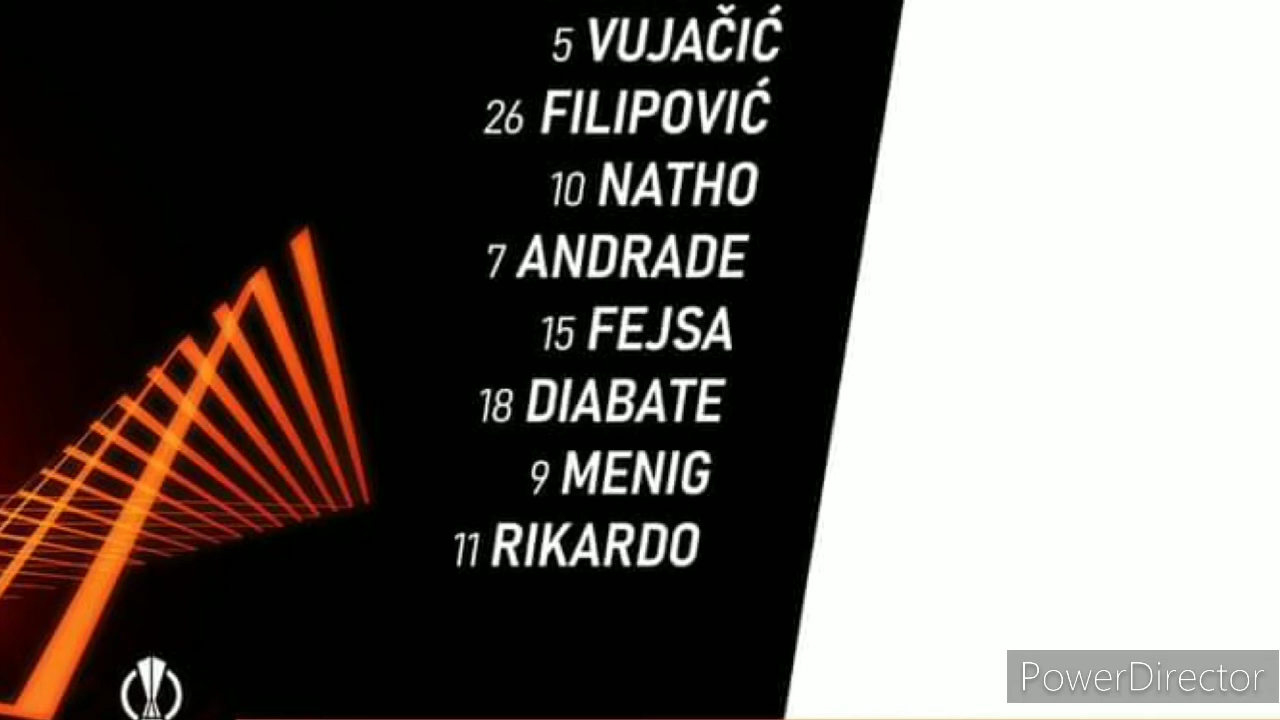 5 VUJAČIĆ
26 FILIPOVIĆ
10 NATHO
7 ANDRADE
15 FEJSA
18 DIABATE
9 MENIG
11 RIKARDO
PowerDirector